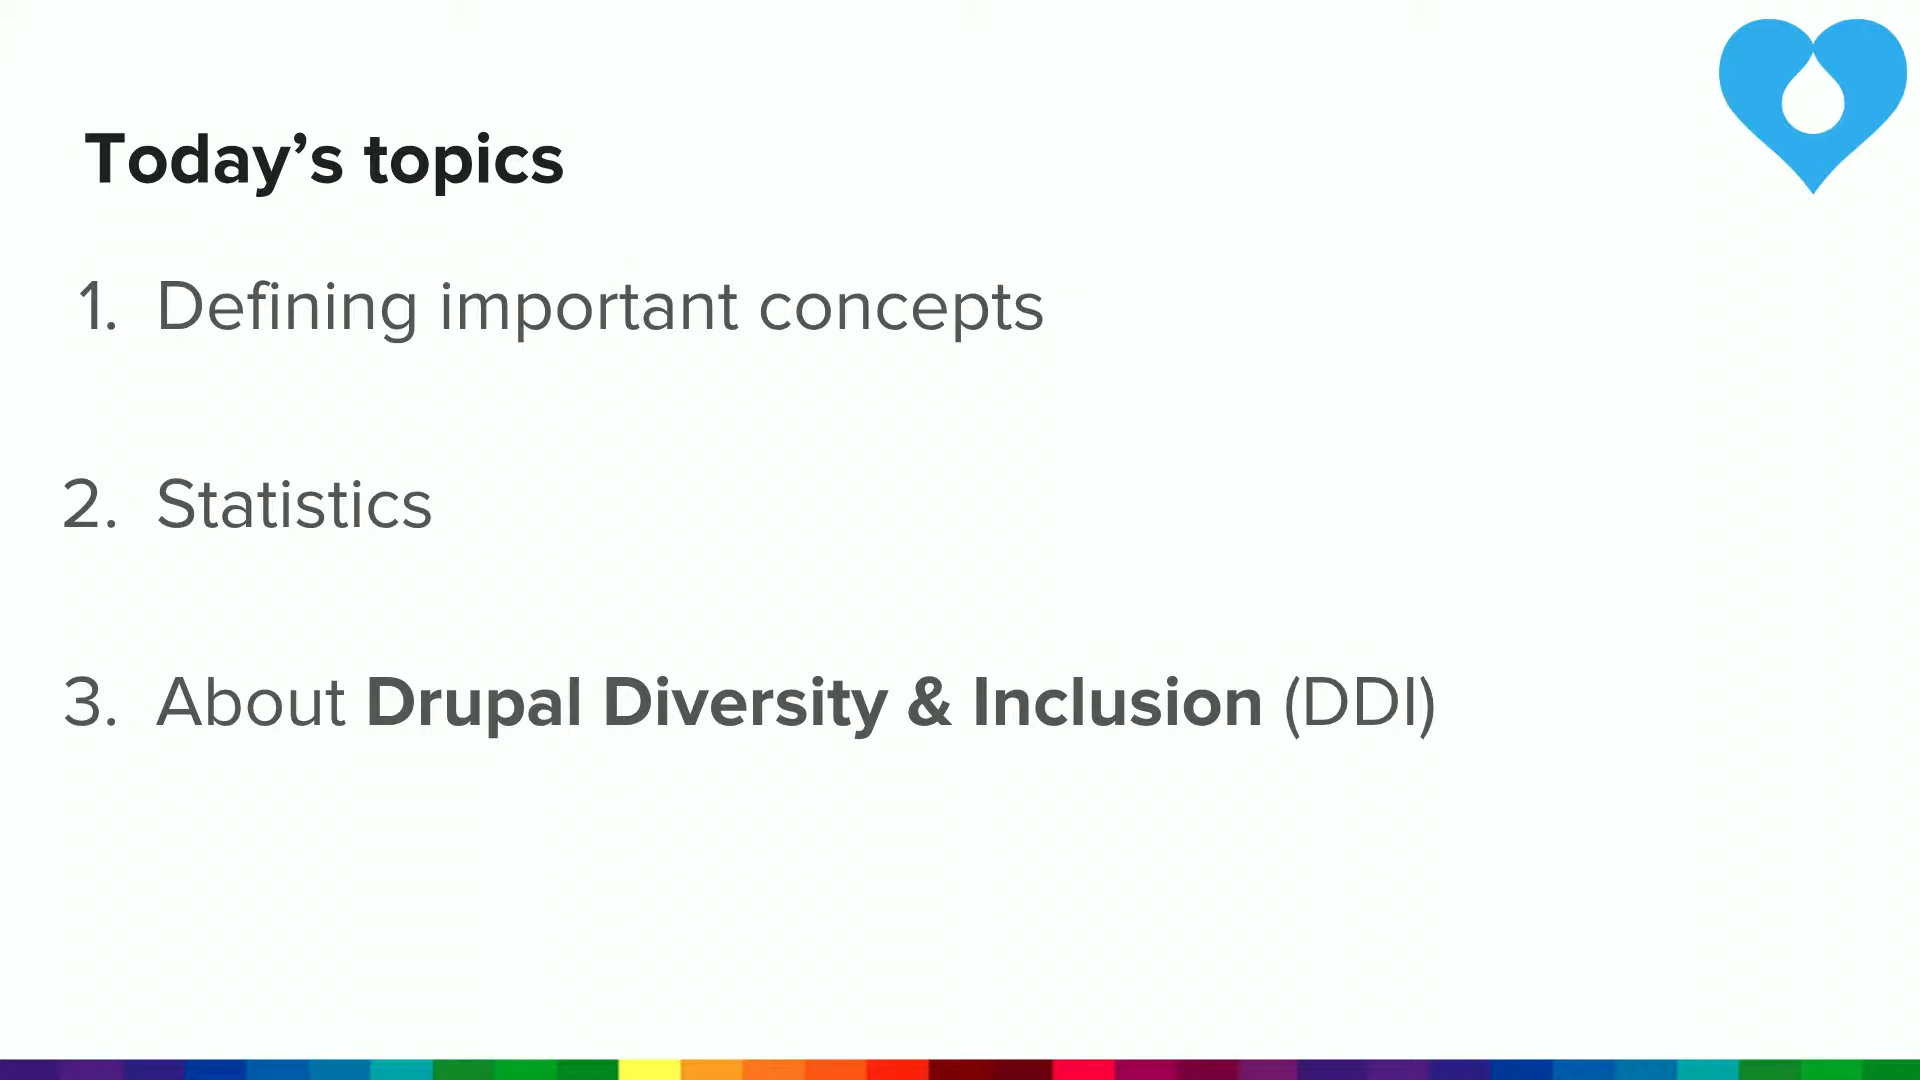 Today’s topics
1. Defining important concepts
2. Statistics
3. About Drupal Diversity & Inclusion (DDI)